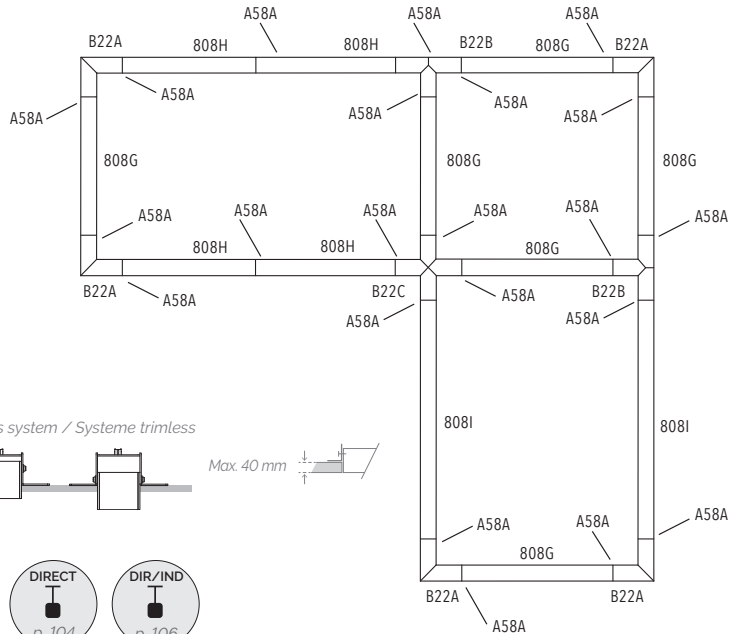 A58A
A58A
A58A
B22A 808H 808H B22B 808G B22A
A58A A58A A58A A58A
A58A
808G 808G 808G
A58A A58A A58A A58A A58A A58A
808H 808H 808G
B22A A58A B22C A58A B22B
A58A A58A
s system / Systeme trimless
Max. 40 mm
808I 808I
A58A A58A A58A
808G
B22A B22A
A58A
DIRECT DIR/IND
p. 104 p. 106